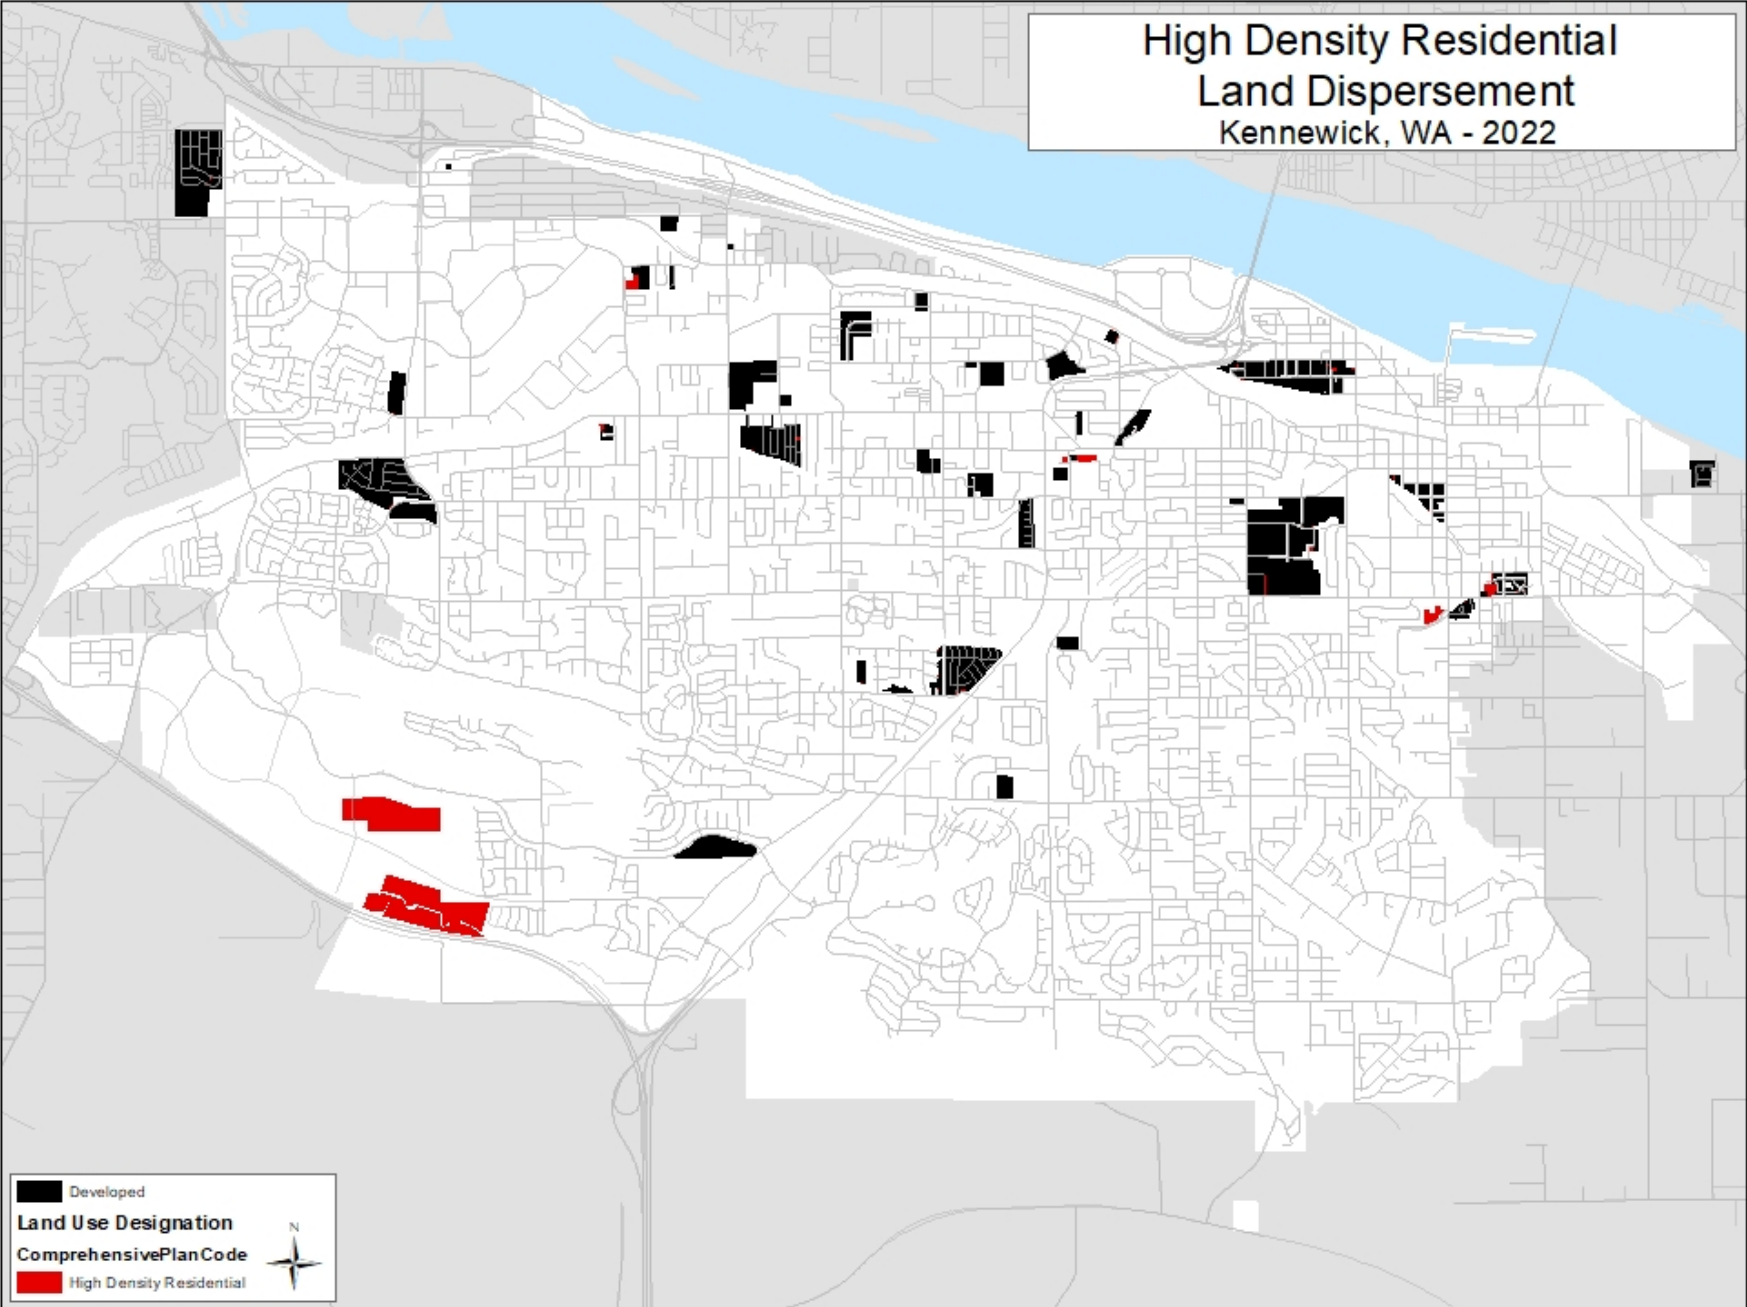 High Density Residential
Land Dispersement
Kennewick, WA - 2022
Developed
Land Use Designation
N
ComprehensivePlanCode
High Density Residential